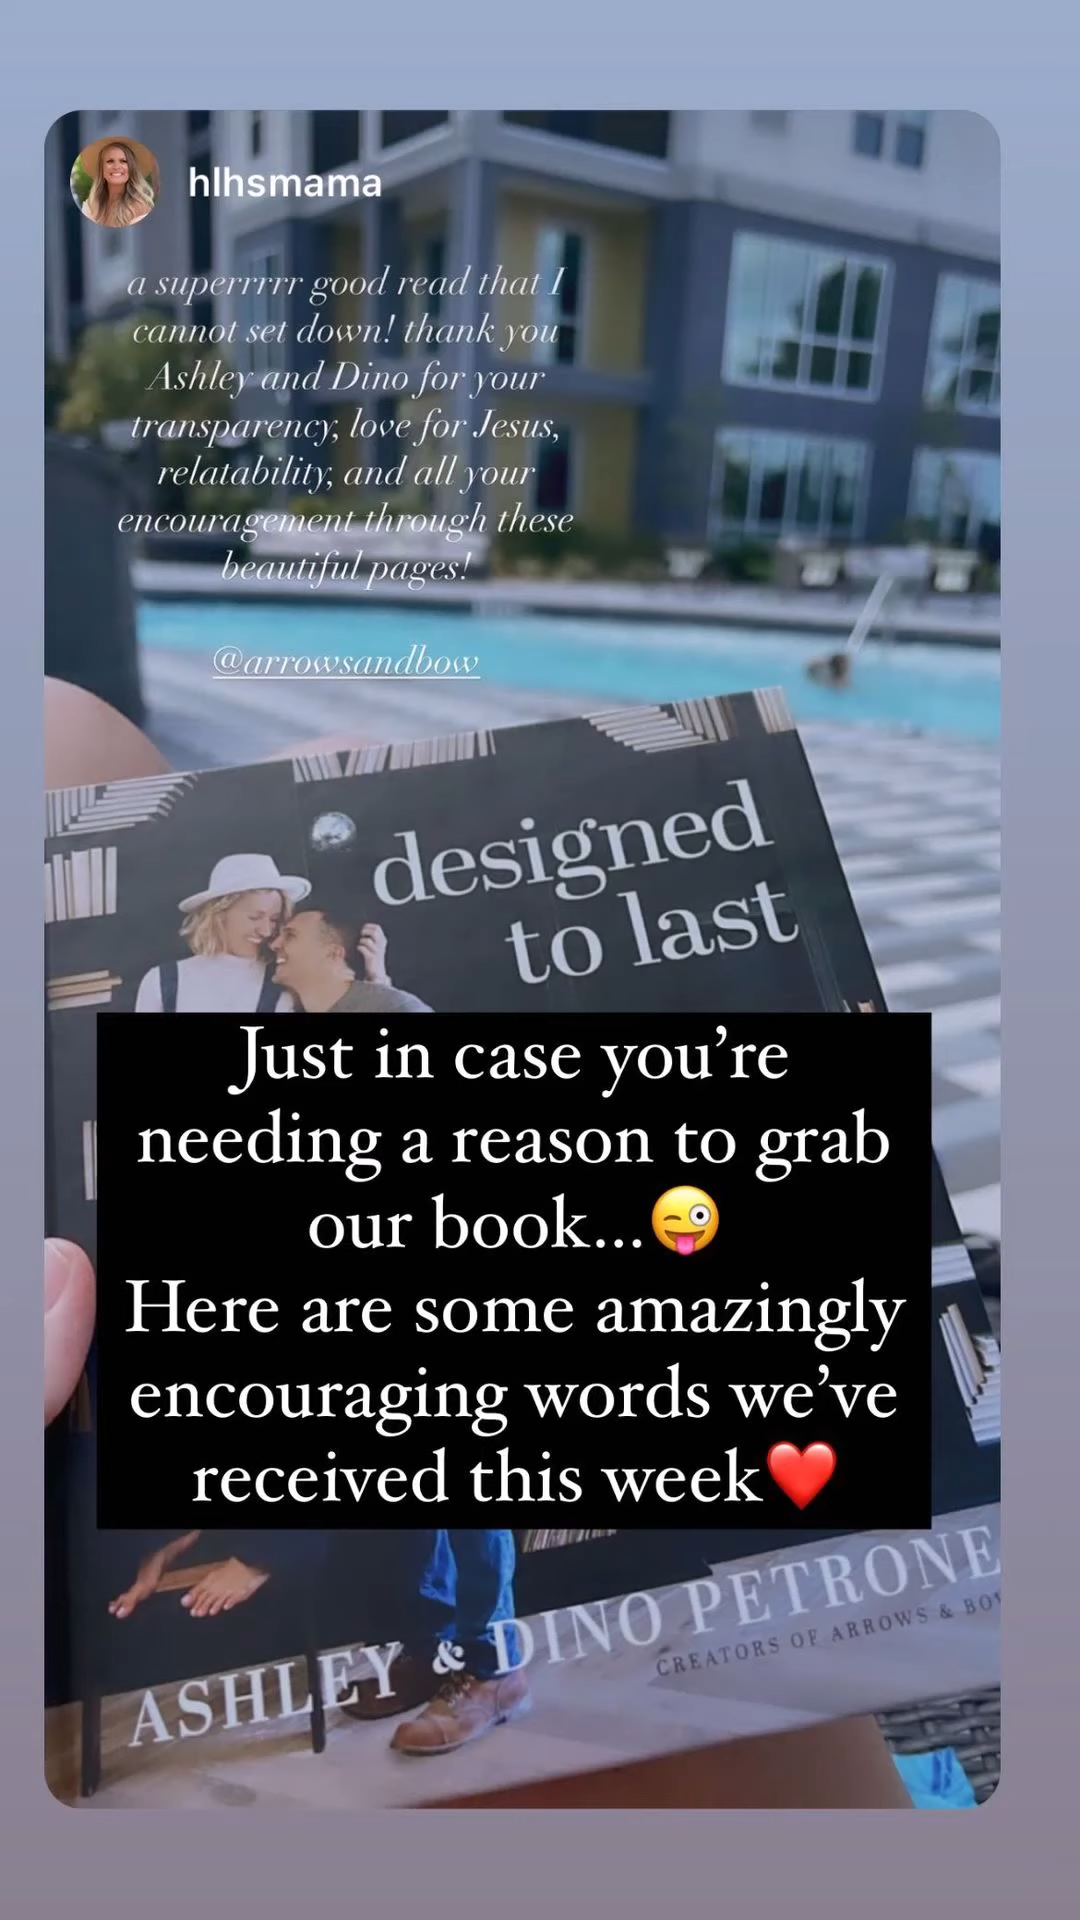 hlhsmama
a superrrrr good read that I
cannot set down! thank you
Ashley and Dino for your
transparency, love for Jesus,
relatability, and all your
encouragement through these
beautiful pages!
@arrowsandbow
designed
to last
Just in case you're
needing a reason to grab
our book...😜
Here are some amazingly
encouraging words we've
received this week❤️
ASHLEY & DINO PETRONE
CREATORS OF ARROWS & BOW